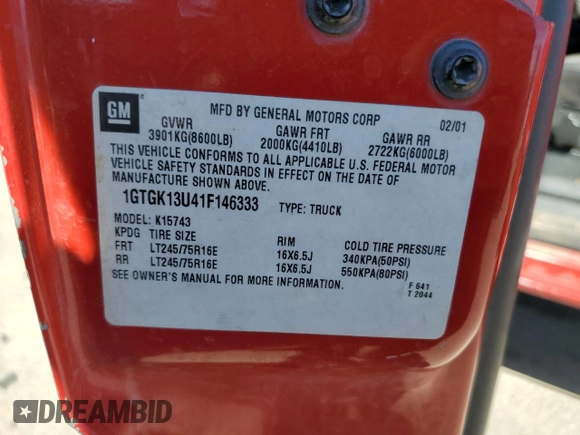 GM
MFD BY GENERAL MOTORS CORP 02/01
GVWR GAWR FRT GAWR RR
3901KG(8600LB) 2000KG(4410LB) 2722KG(6000LB)
THIS VEHICLE CONFORMS TO ALL APPLICABLE U.S. FEDERAL MOTOR
VEHICLE SAFETY STANDARDS IN EFFECT ON THE DATE OF
MANUFACTURE SHOWN ABOVE.
1GTGK13U41F146333 TYPE: TRUCK
MODEL: K15743
KPDG TIRE SIZE RIM COLD TIRE PRESSURE
FRT LT245/75R16E 16X6.5J 340KPA(50PSI)
RR LT245/75R16E 16X6.5J 550KPA(80PSI)
SEE OWNER'S MANUAL FOR MORE INFORMATION.
F 641
T 2044
DREAMBID